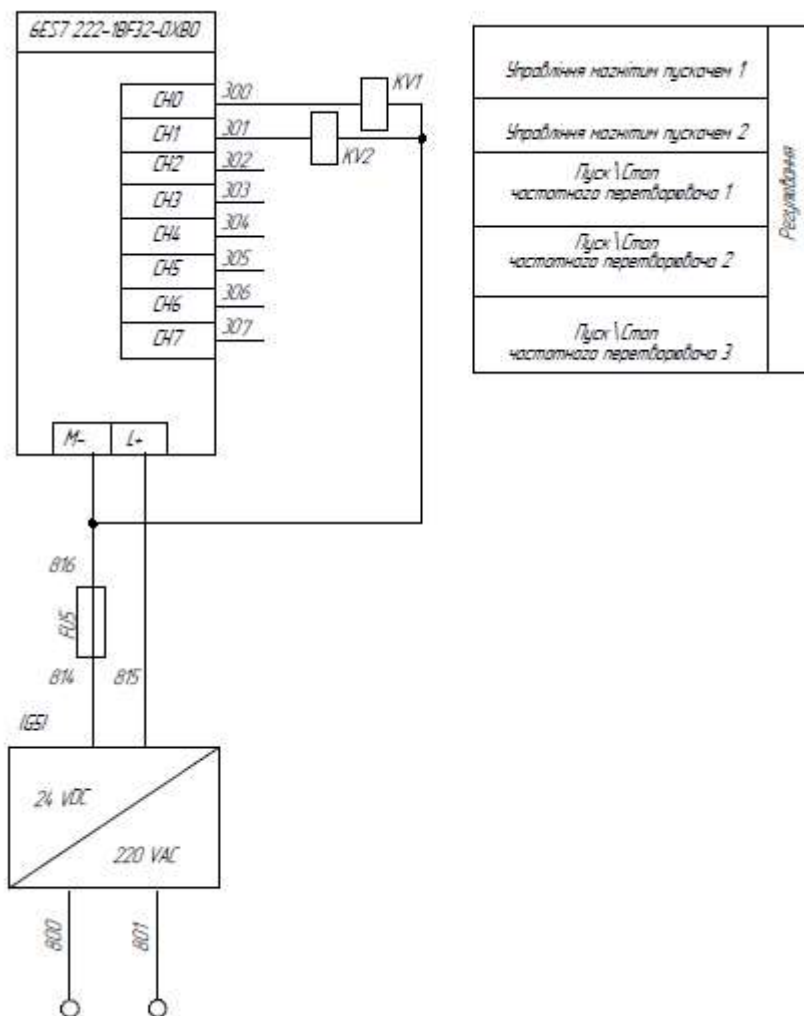 6ES7 222-1BF32-0XB0
CH0
300
KV1
CH1
301
KV2
CH2
302
CH3
303
CH4
304
CH5
305
CH6
306
CH7
307
M-
L+
816
FU5
814
815
(G5)
24 VDC
220 VAC
800
801
Управління магнітим пускачем 1
Управління магнітим пускачем 2
Пуск\Стоп
частотного перетворювача 1
Пуск\Стоп
частотного перетворювача 2
Пуск\Стоп
частотного перетворювача 3
Регулювання